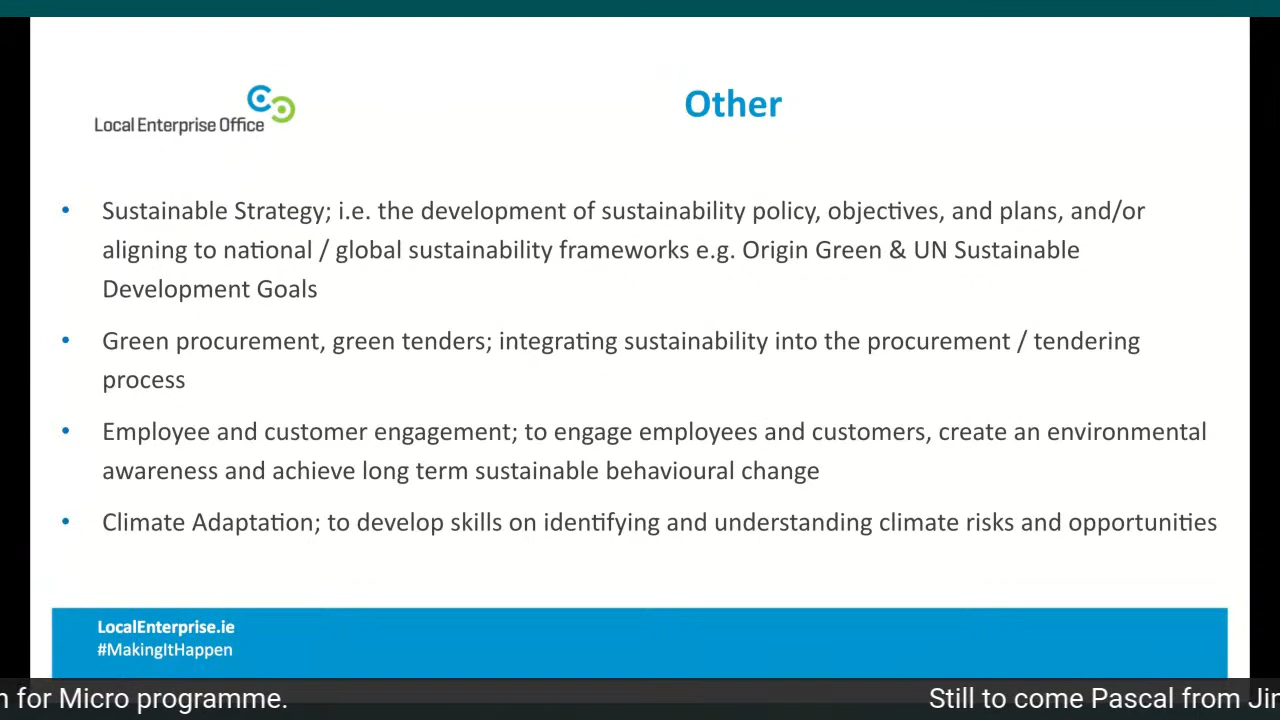 Local Enterprise Office
Other
• Sustainable Strategy; i.e. the development of sustainability policy, objectives, and plans, and/or
aligning to national / global sustainability frameworks e.g. Origin Green & UN Sustainable
Development Goals
• Green procurement, green tenders; integrating sustainability into the procurement / tendering
process
• Employee and customer engagement; to engage employees and customers, create an environmental
awareness and achieve long term sustainable behavioural change
• Climate Adaptation; to develop skills on identifying and understanding climate risks and opportunities
LocalEnterprise.ie
#MakingItHappen
for Micro programme. Still to come Pascal from